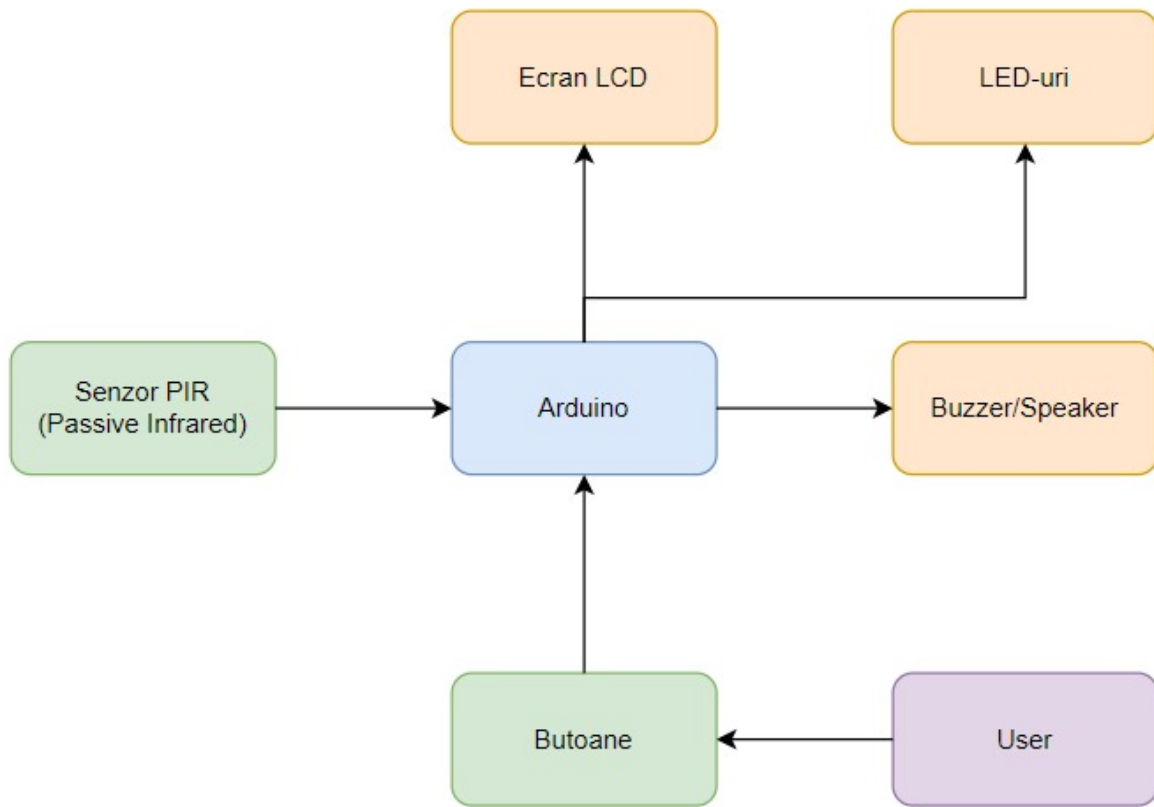 Ecran LCD
LED-uri
Senzor PIR
(Passive Infrared)
Arduino
Buzzer/Speaker
Butoane
User